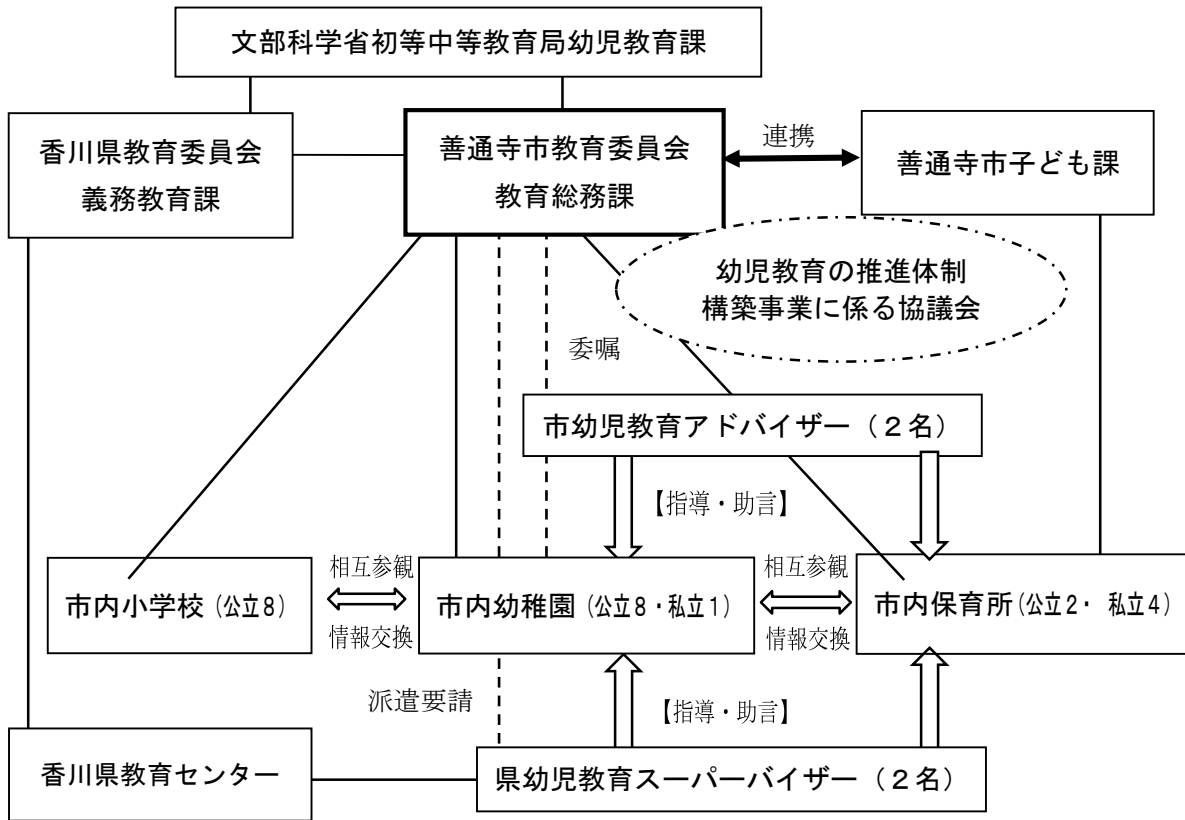 文部科学省初等中等教育局幼児教育課
香川県教育委員会
義務教育課
善通寺市教育委員会
教育総務課
連携
善通寺市子ども課
幼児教育の推進体制
構築事業に係る協議会
委嘱
市幼児教育アドバイザー（２名）
【指導・助言】
相互参観
相互参観
市内小学校(公立8)
市内幼稚園(公立8・私立1)
市内保育所(公立2・ 私立4)
情報交換
情報交換
派遣要請
【指導・助言】
香川県教育センター
県幼児教育スーパーバイザー（２名）